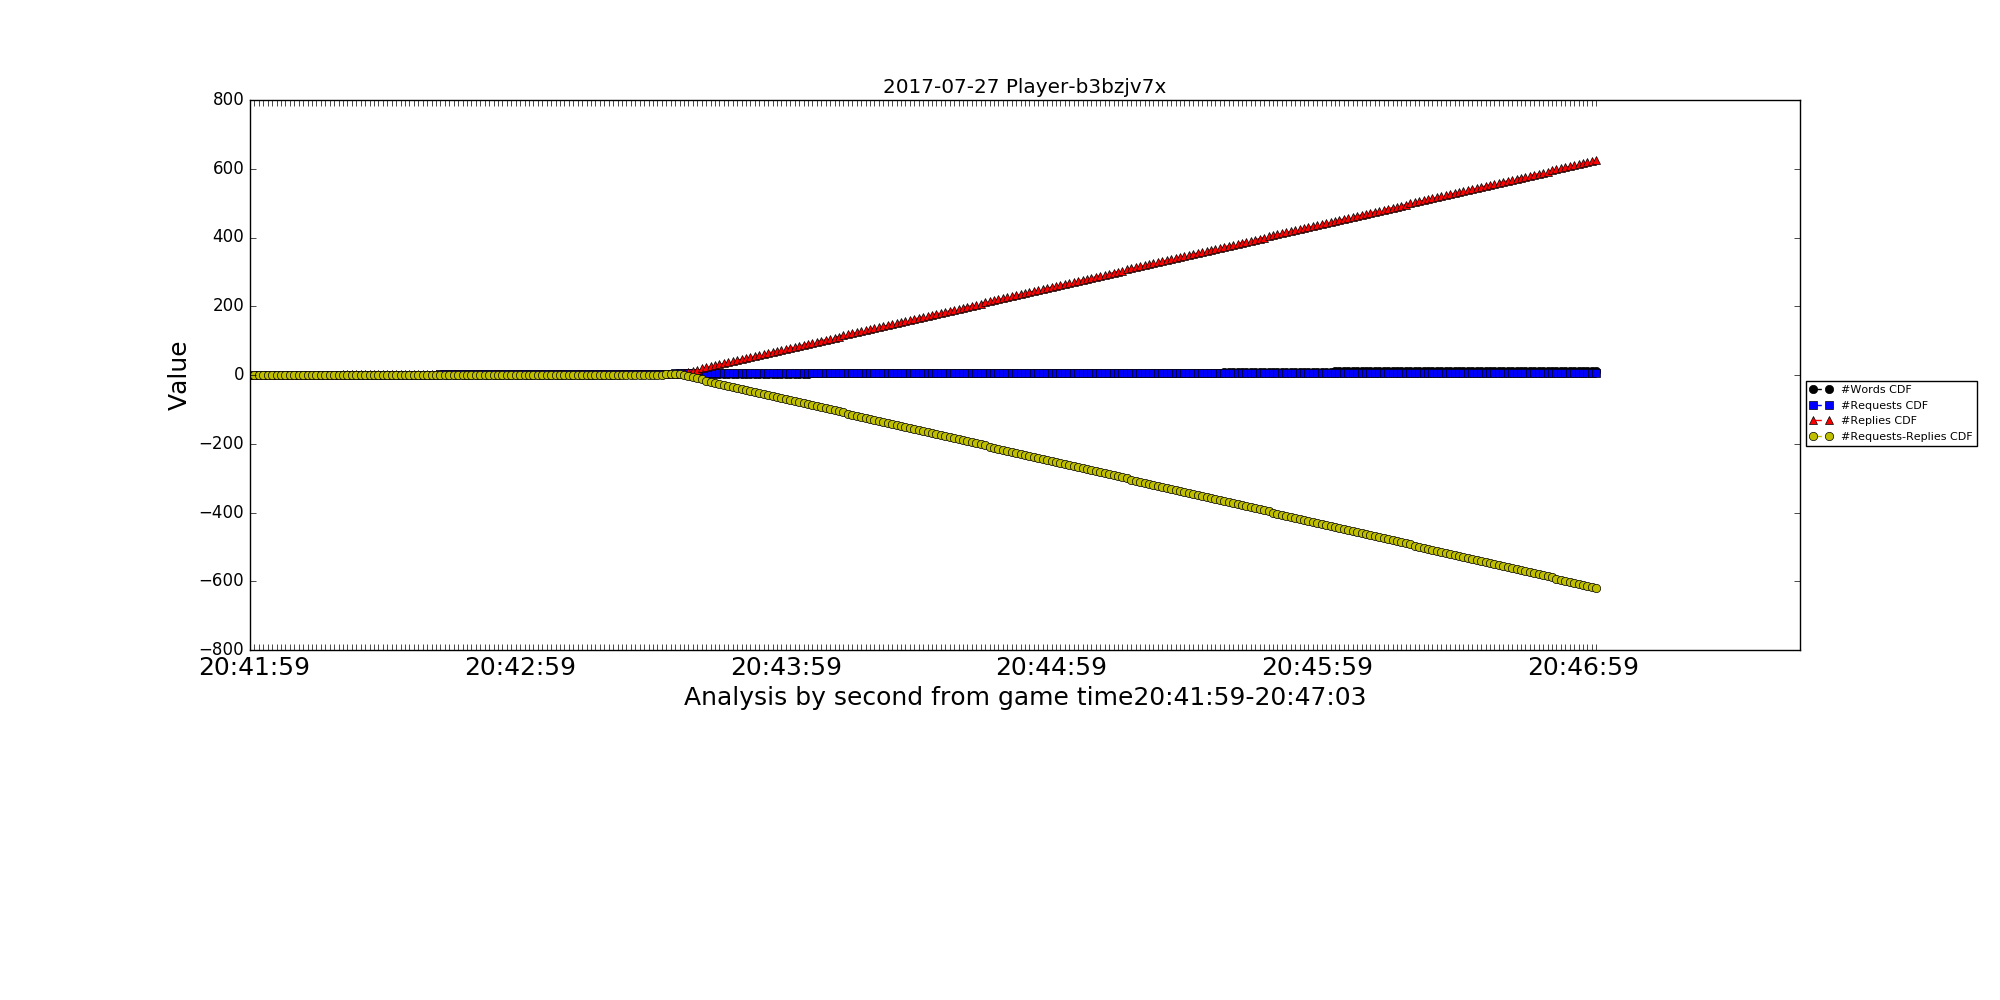 2017-07-27 Player-b3bzjv7x
800
600
400
200
0
−200
−400
−600
−800
Value
20:41:59 20:42:59 20:43:59 20:44:59 20:45:59 20:46:59
Analysis by second from game time20:41:59-20:47:03
#Words CDF
#Requests CDF
#Replies CDF
#Requests-Replies CDF